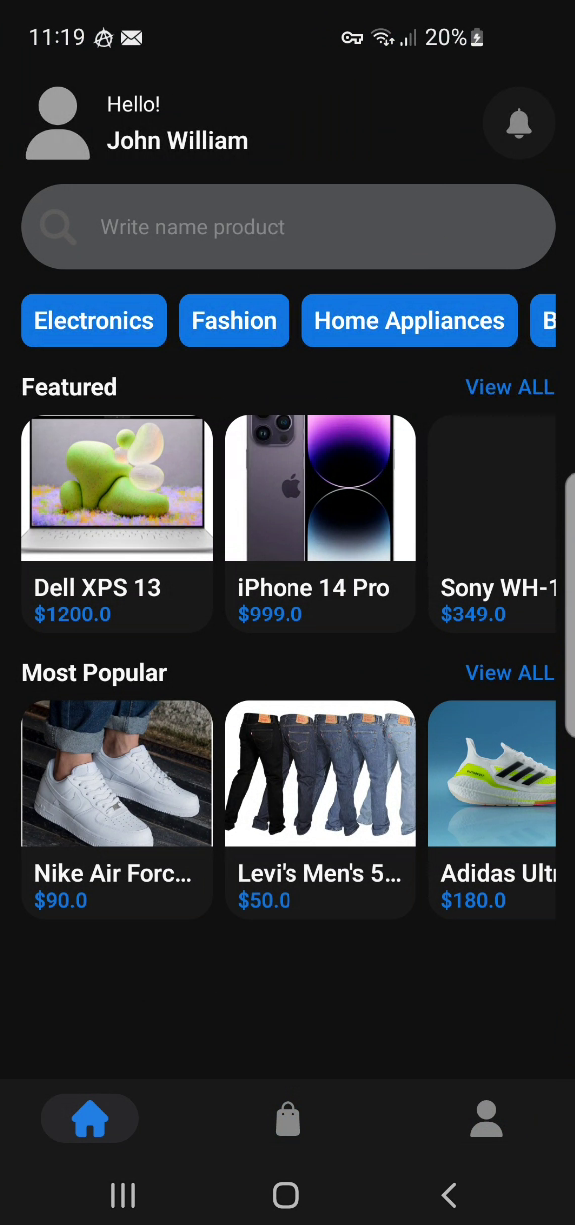 11:19 20%
Hello!
John William
Write name product
Electronics Fashion Home Appliances B
Featured View ALL
Dell XPS 13 iPhone 14 Pro Sony WH-1
$1200.0 $999.0 $349.0
Most Popular View ALL
Nike Air Forc... Levi's Men's 5... Adidas Ult
$90.0 $50.0 $180.0